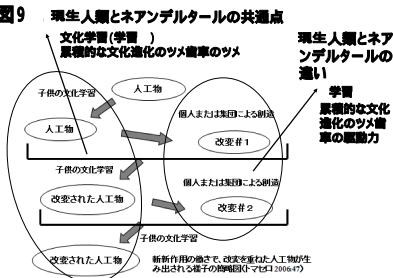 図9
現生人類とネアンデルタールの共通点
文化学習(学習　)
累積的な文化進化のツメ歯車のツメ
現生人類とネア
ンデルタールの
違い
学習
累積的な文化
進化のツメ歯
車の駆動力
子供の文化学習
人工物
人工物
個人または集団による創造
改変#1
子供の文化学習
個人または集団による創造
改変された人工物
改変#2
子供の文化学習
改変された人工物
漸新作用の働きで、改変を重ねた人工物が生
み出される様子の簡略図(トマセロ2006:47)